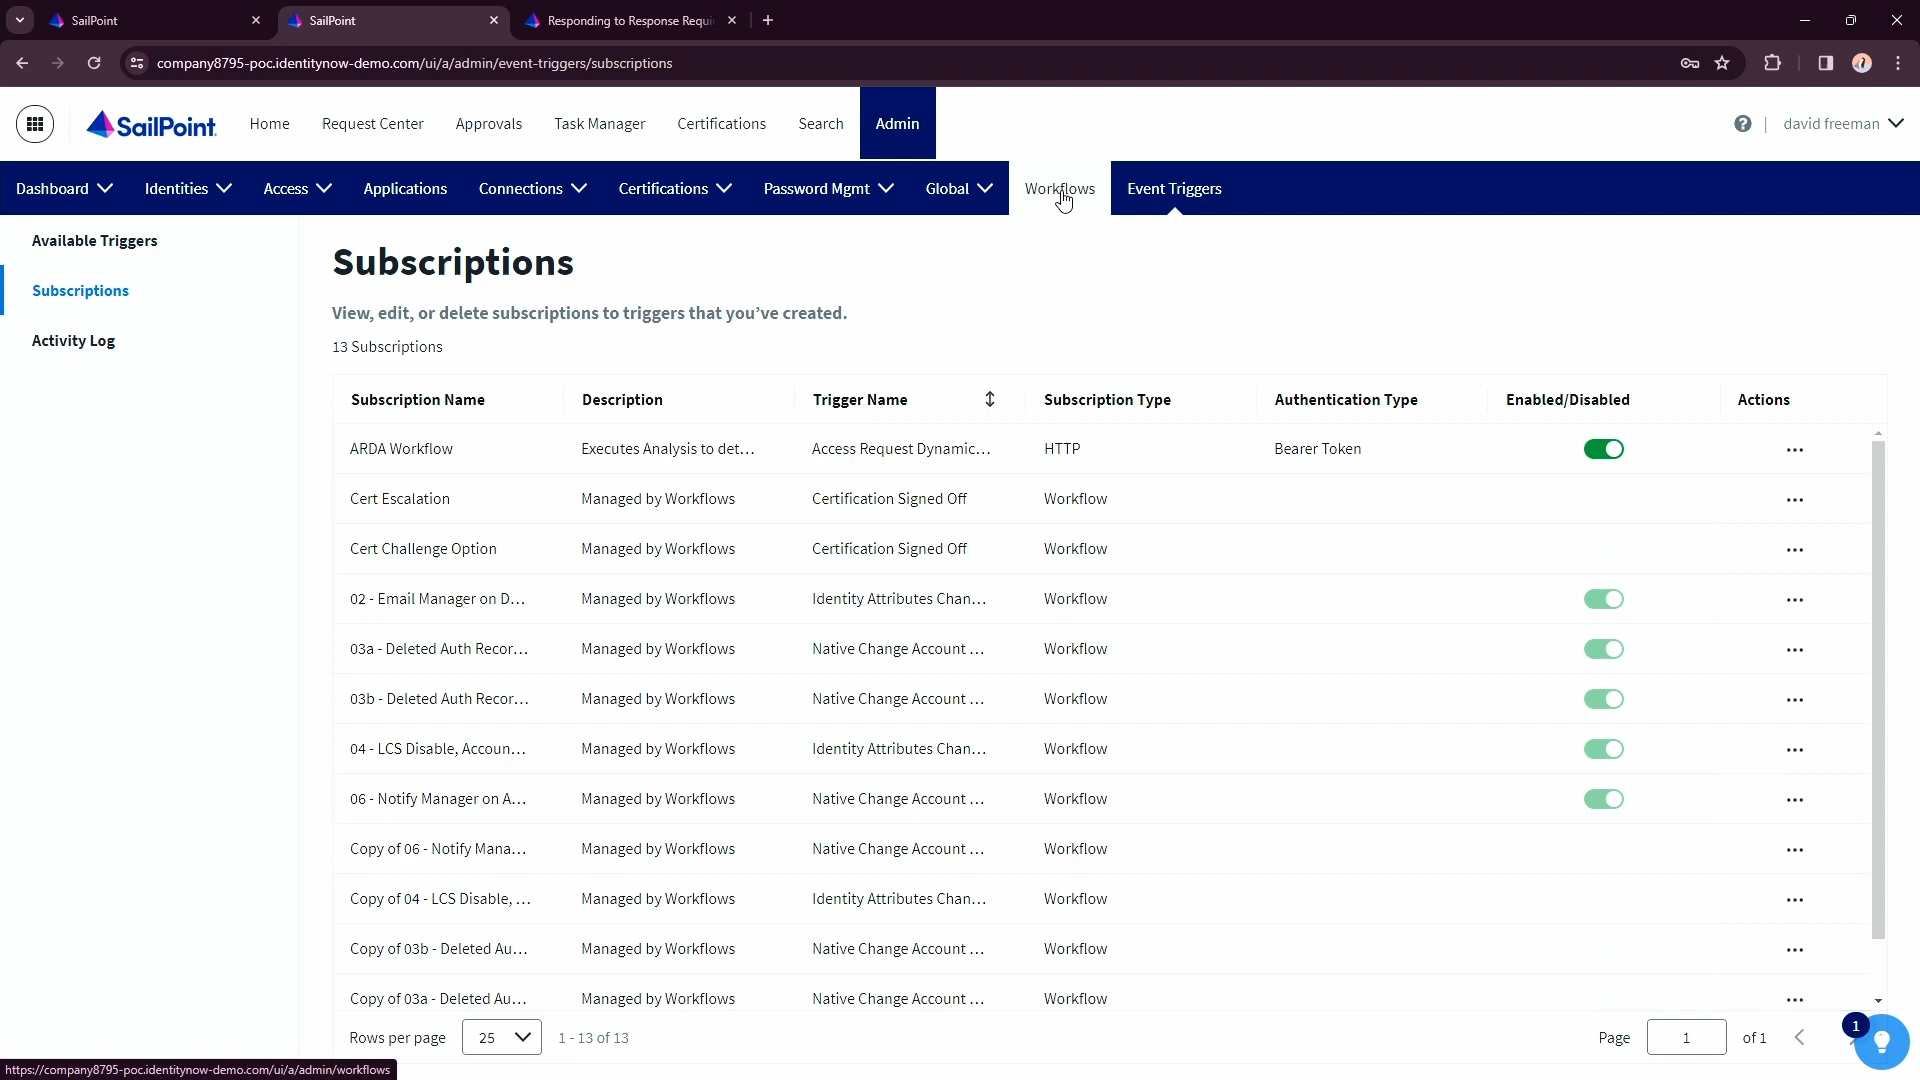 SailPoint
SailPoint
Responding to Response Requi
company8795-poc.identitynow-demo.com/ui/a/admin/event-triggers/subscriptions
SailPoint
Home
Request Center
Approvals
Task Manager
Certifications
Search
Admin
david freeman
Dashboard
Identities
Access
Applications
Connections
Certifications
Password Mgmt
Global
Workflows
Event Triggers
Available Triggers
Subscriptions
Activity Log
Subscriptions
View, edit, or delete subscriptions to triggers that you've created.
13 Subscriptions
Subscription Name Description Trigger Name Subscription Type Authentication Type Enabled/Disabled Actions
ARDA Workflow Executes Analysis to det... Access Request Dynamic... HTTP Bearer Token
Cert Escalation Managed by Workflows Certification Signed Off Workflow
Cert Challenge Option Managed by Workflows Certification Signed Off Workflow
02 - Email Manager on D... Managed by Workflows Identity Attributes Chan... Workflow
03a - Deleted Auth Recor... Managed by Workflows Native Change Account ... Workflow
03b - Deleted Auth Recor... Managed by Workflows Native Change Account ... Workflow
04 - LCS Disable, Accoun... Managed by Workflows Identity Attributes Chan... Workflow
06 - Notify Manager on A... Managed by Workflows Native Change Account ... Workflow
Copy of 06 - Notify Mana... Managed by Workflows Native Change Account ... Workflow
Copy of 04 - LCS Disable, ... Managed by Workflows Identity Attributes Chan... Workflow
Copy of 03b - Deleted Au... Managed by Workflows Native Change Account ... Workflow
Copy of 03a - Deleted Au... Managed by Workflows Native Change Account ... Workflow
Rows per page 25 1 - 13 of 13 Page 1 of 1
1
https://company8795-poc.identitynow-demo.com/ui/a/admin/workflows